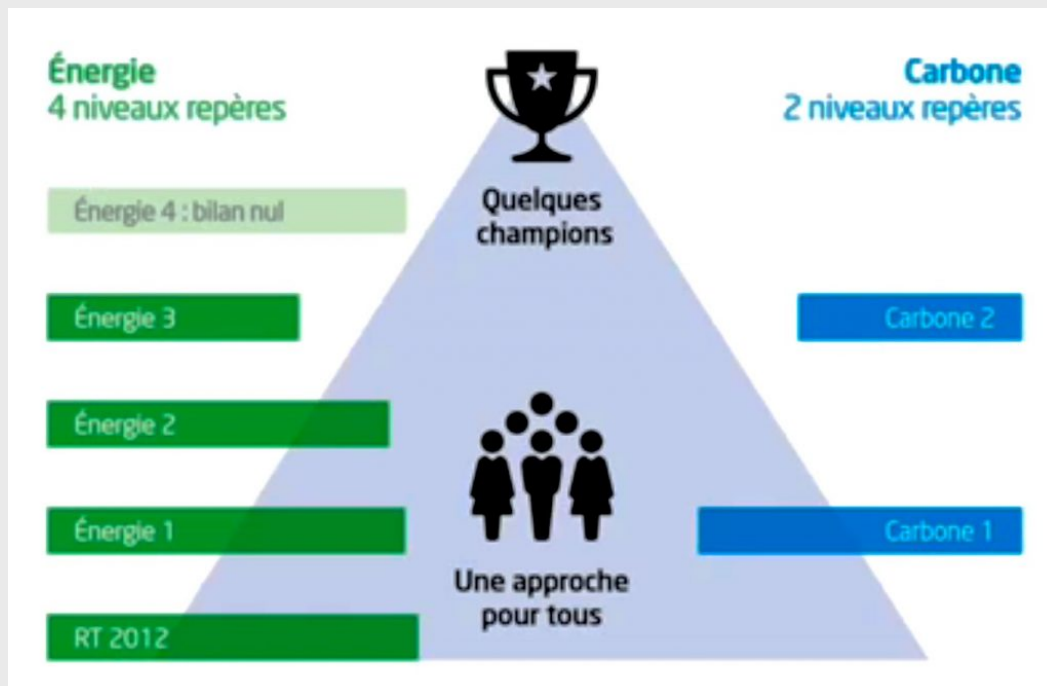 Énergie
4 niveaux repères
Carbone
2 niveaux repères
Quelques
champions
Énergie 4 : bilan nul
Énergie 3
Carbone 2
Énergie 2
Énergie 1
Carbone 1
Une approche
pour tous
RT 2012